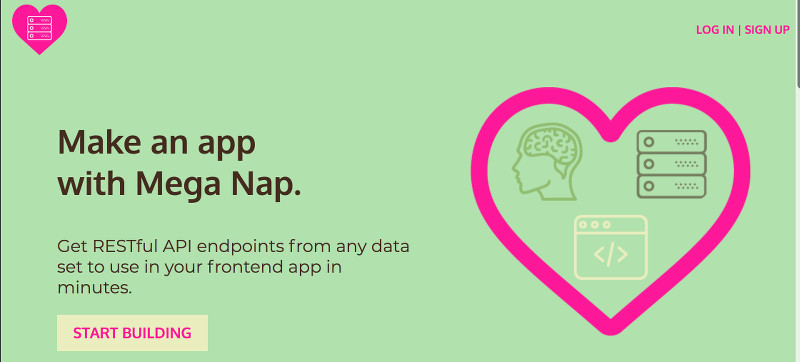 LOG IN | SIGN UP
Make an app
with Mega Nap.
Get RESTful API endpoints from any data
set to use in your frontend app in
minutes.
</>
START BUILDING